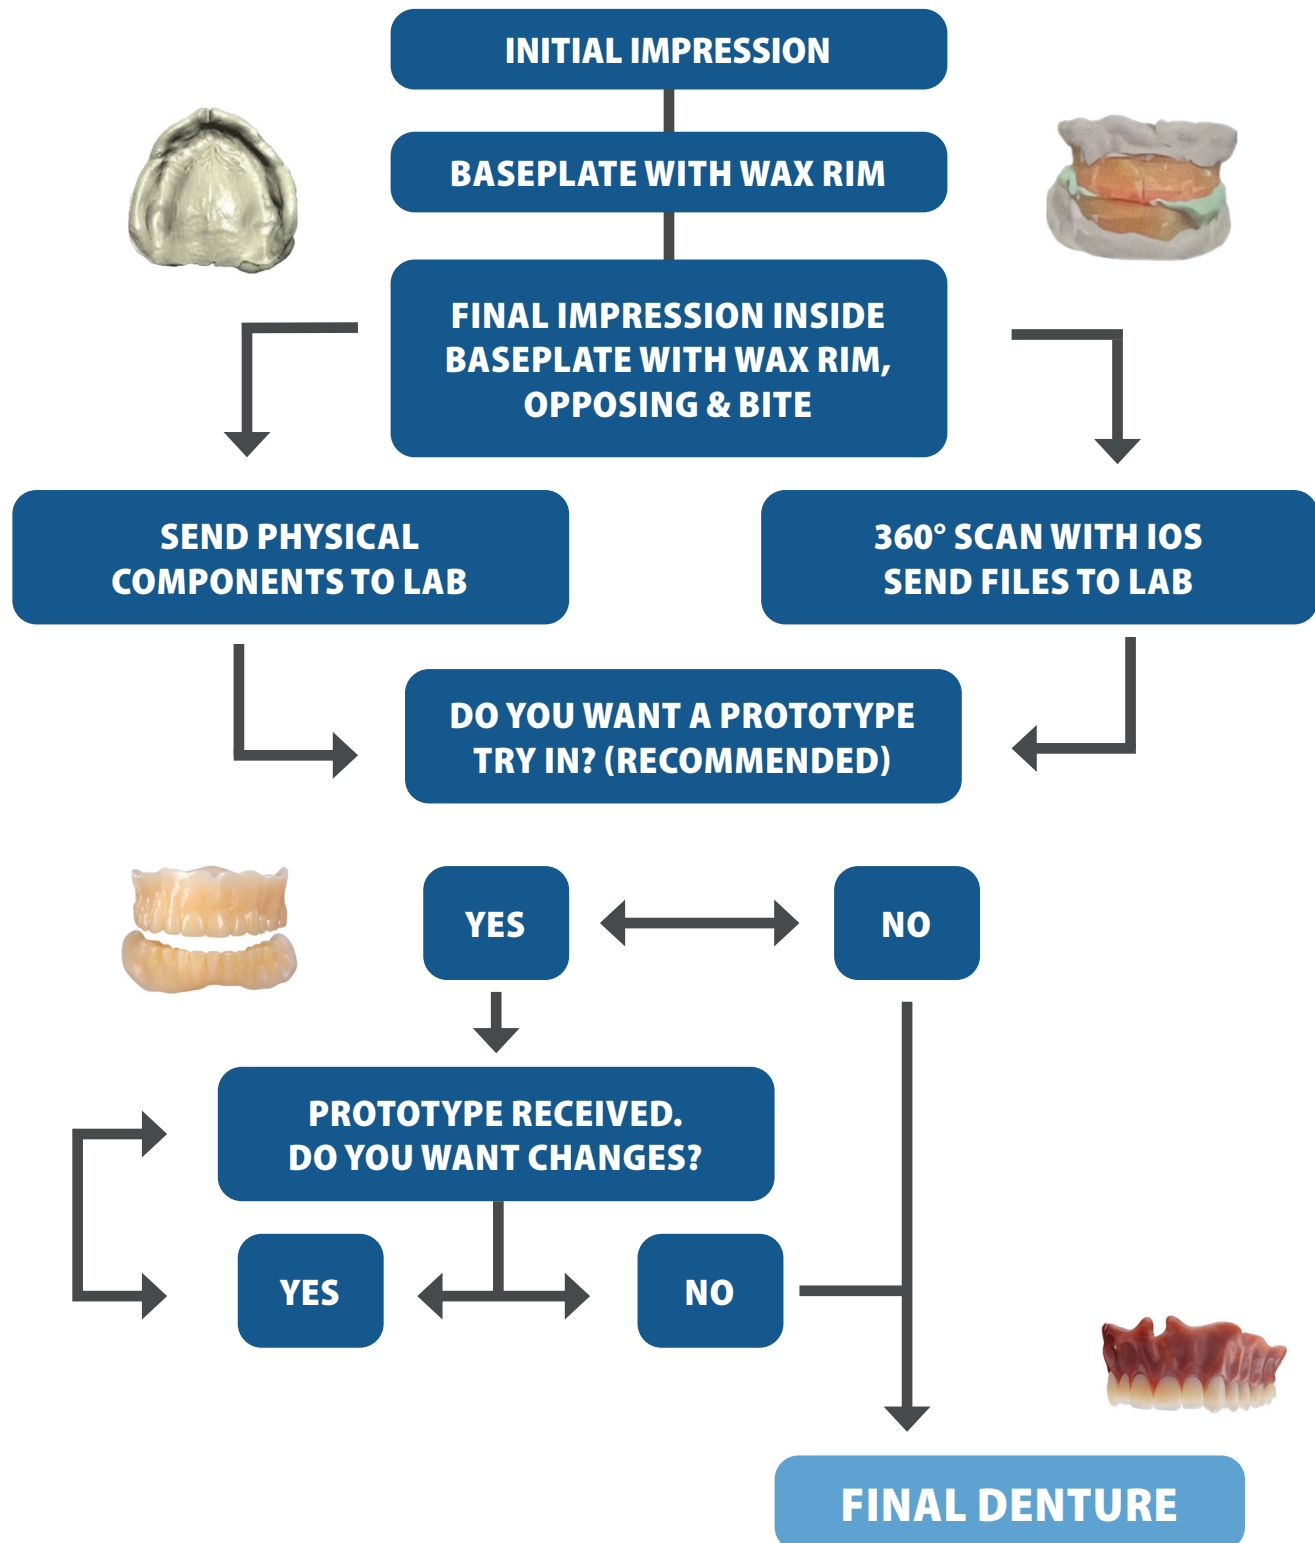 INITIAL IMPRESSION
BASEPLATE WITH WAX RIM
FINAL IMPRESSION INSIDE
BASEPLATE WITH WAX RIM,
OPPOSING & BITE
SEND PHYSICAL
COMPONENTS TO LAB
360° SCAN WITH IOS
SEND FILES TO LAB
DO YOU WANT A PROTOTYPE
TRY IN? (RECOMMENDED)
YES
NO
PROTOTYPE RECEIVED.
DO YOU WANT CHANGES?
YES
NO
FINAL DENTURE